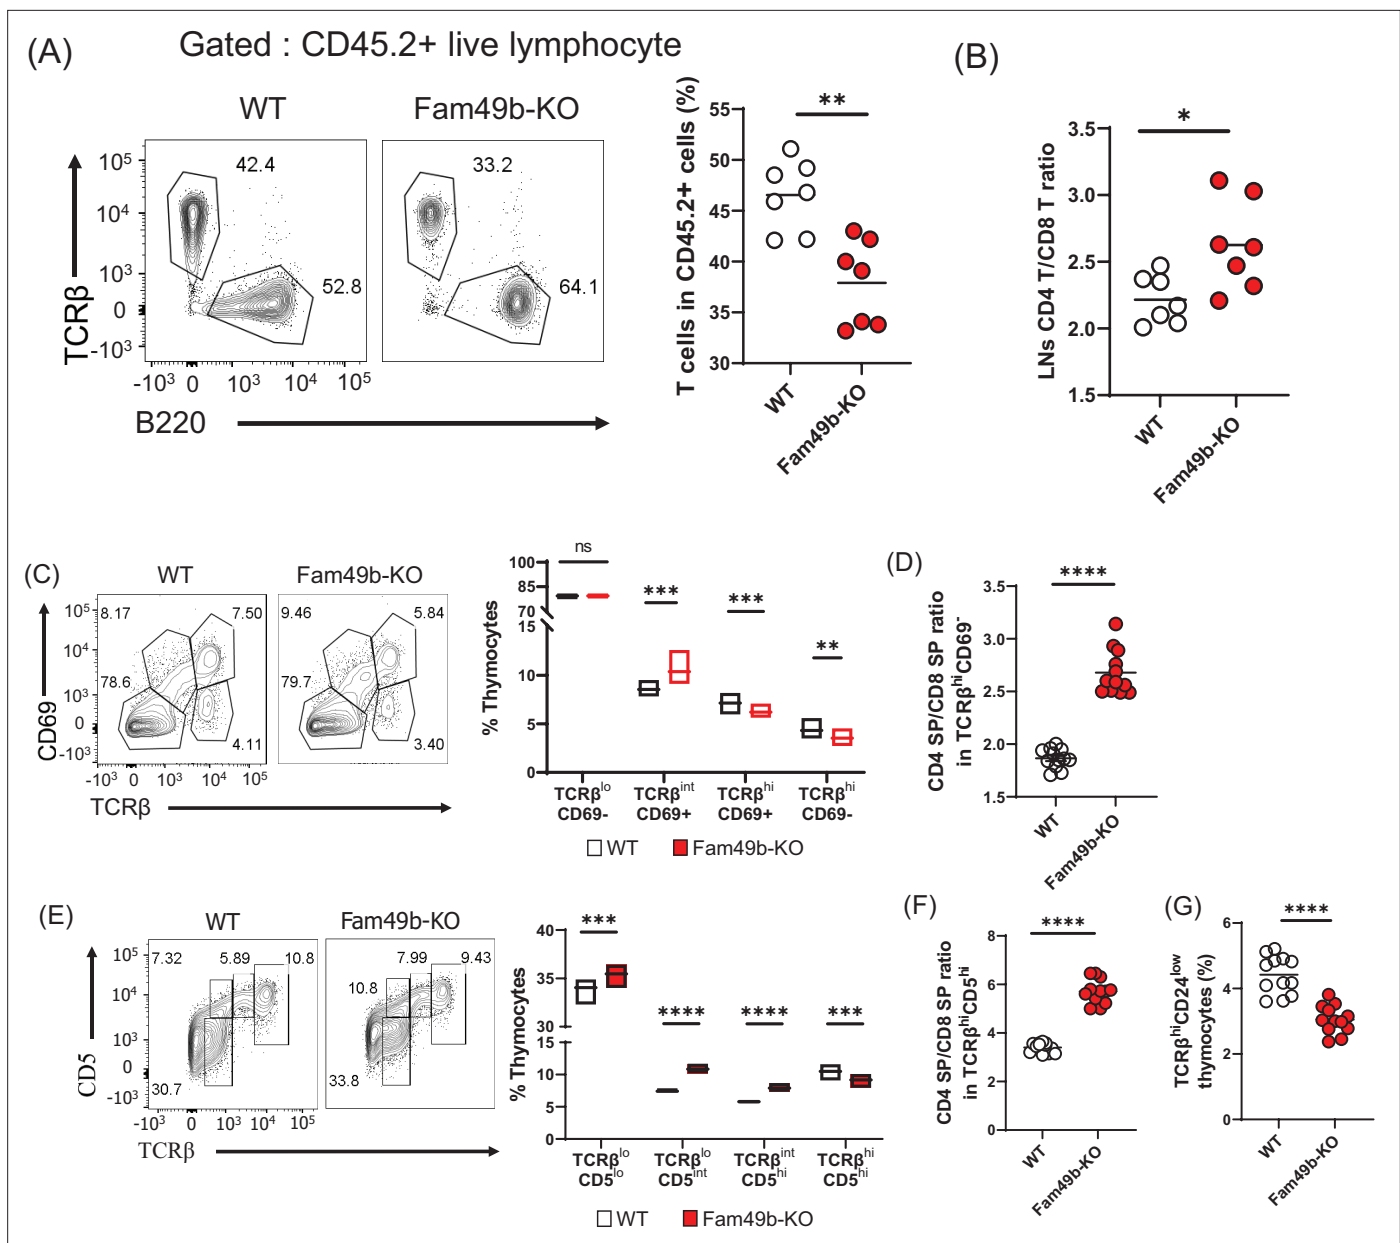 (A)
Gated : CD45.2+ live lymphocyte
WT
Fam49b-KO
42.4
52.8
33.2
64.1
10⁵
10⁴
10³
0
-10³
TCRβ
-10³ 0 10³ 10⁴ 10⁵
B220
**
T cells in CD45.2+ cells (%)
55
50
45
40
35
30
WT
Fam49b-KO
(B)
*
LNs CD4 T/CD8 T ratio
3.5
3.0
2.5
2.0
1.5
WT
Fam49b-KO
(C)
WT
Fam49b-KO
8.17
7.50
78.6
4.11
9.46
5.84
79.7
3.40
10⁵
10⁴
10³
0
-10³
CD69
-10³ 0 10³ 10⁴ 10⁵
TCRβ
% Thymocytes
100
85
70
15
10
5
0
ns
***
***
**
TCRβˡᵒ CD69-
TCRβⁱⁿᵗ CD69+
TCRβʰⁱ CD69+
TCRβʰⁱ CD69-
WT
Fam49b-KO
(D)
****
CD4 SP/CD8 SP ratio
in TCRβʰⁱCD69⁻
3.5
3.0
2.5
2.0
1.5
WT
Fam49b-KO
(E)
WT
Fam49b-KO
7.32
5.89
10.8
30.7
10.8
7.99
9.43
33.8
10⁵
10⁴
10³
0
-10³
CD5
0 10³ 10⁴ 10⁵
TCRβ
% Thymocytes
40
35
30
15
10
5
0
***
****
****
***
TCRβˡᵒ CD5ˡᵒ
TCRβˡᵒ CD5ⁱⁿᵗ
TCRβⁱⁿᵗ CD5ʰⁱ
TCRβʰⁱ CD5ʰⁱ
WT
Fam49b-KO
(F)
****
CD4 SP/CD8 SP ratio
in TCRβʰⁱCD5ʰⁱ
8
6
4
2
0
WT
Fam49b-KO
(G)
****
TCRβʰⁱCD24ˡᵒʷ
thymocytes (%)
6
4
2
0
WT
Fam49b-KO